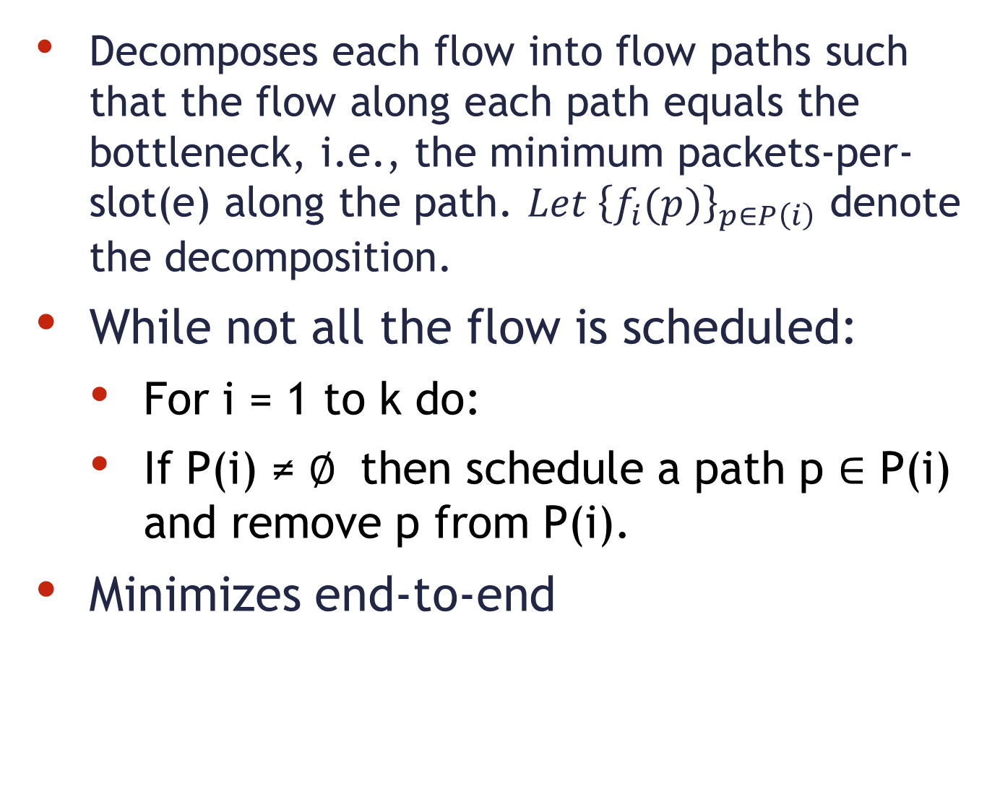 • Decomposes each flow into flow paths such
that the flow along each path equals the
bottleneck, i.e., the minimum packets-per-
slot(e) along the path. Let {f_i(p)}_{p∈P(i)} denote
the decomposition.
• While not all the flow is scheduled:
• For i = 1 to k do:
• If P(i) ≠ ∅ then schedule a path p ∈ P(i)
and remove p from P(i).
• Minimizes end-to-end